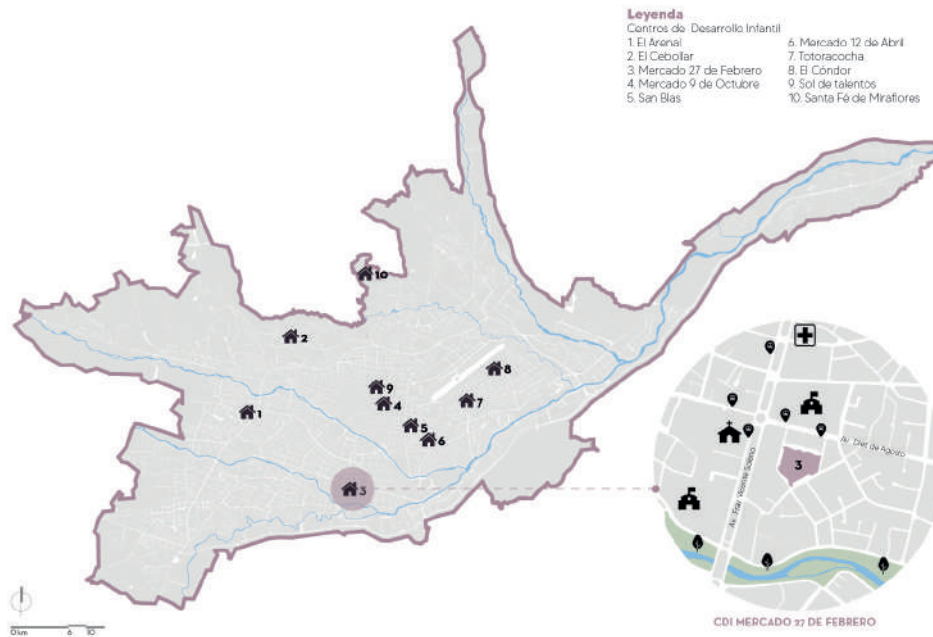 Leyenda
Centros de Desarrollo Infantil
1. El Arenal
2. El Cebollar
3. Mercado 27 de Febrero
4. Mercado 9 de Octubre
5. San Blas
6. Mercado 12 de Abril
7. Totoracocha
8. El Cóndor
9. Sol de talentos
10. Santa Fé de Miraflores
10
2
8
9
4
7
1
5
6
3
3
Av. Diez de Agosto
Av. Fray Vicente Solano
0 km 6 10
CDI MERCADO 27 DE FEBRERO